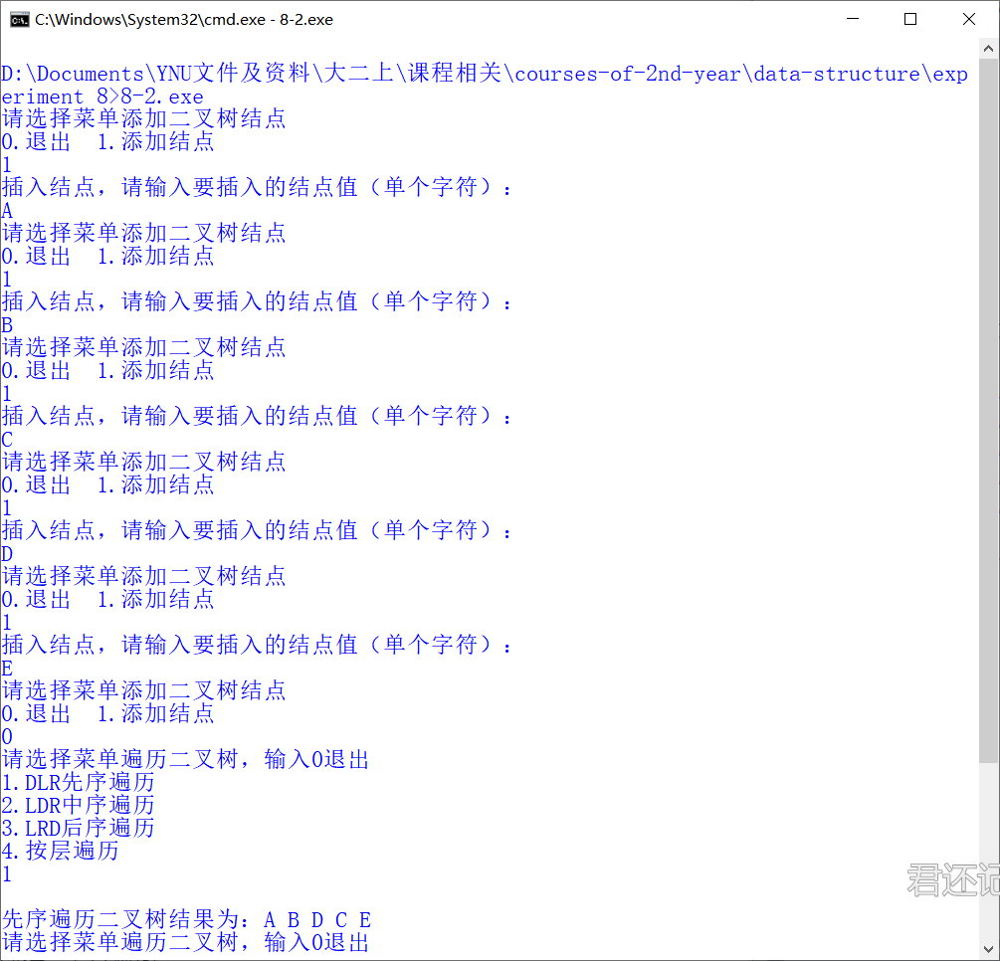 C:\Windows\System32\cmd.exe - 8-2.exe
D:\Documents\YNU文件及资料\大二上\课程相关\courses-of-2nd-year\data-structure\exp
eriment 8>8-2.exe
请选择菜单添加二叉树结点
0.退出  1.添加结点
1
插入结点，请输入要插入的结点值（单个字符）：
A
请选择菜单添加二叉树结点
0.退出  1.添加结点
1
插入结点，请输入要插入的结点值（单个字符）：
B
请选择菜单添加二叉树结点
0.退出  1.添加结点
1
插入结点，请输入要插入的结点值（单个字符）：
C
请选择菜单添加二叉树结点
0.退出  1.添加结点
1
插入结点，请输入要插入的结点值（单个字符）：
D
请选择菜单添加二叉树结点
0.退出  1.添加结点
1
插入结点，请输入要插入的结点值（单个字符）：
E
请选择菜单添加二叉树结点
0.退出  1.添加结点
0
请选择菜单遍历二叉树，输入0退出
1.DLR先序遍历
2.LDR中序遍历
3.LRD后序遍历
4.按层遍历
1
君还记
先序遍历二叉树结果为：A B D C E
请选择菜单遍历二叉树，输入0退出